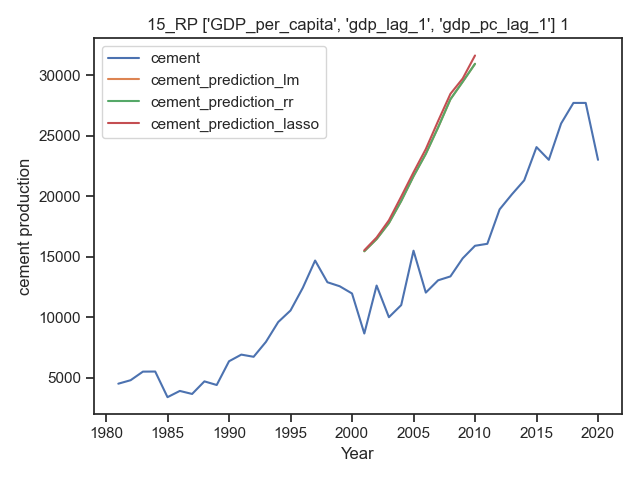 15_RP ['GDP_per_capita', 'gdp_lag_1', 'gdp_pc_lag_1'] 1
cement
cement_prediction_lm
cement_prediction_rr
cement_prediction_lasso
30000
25000
20000
15000
10000
5000
cement production
1980 1985 1990 1995 2000 2005 2010 2015 2020
Year